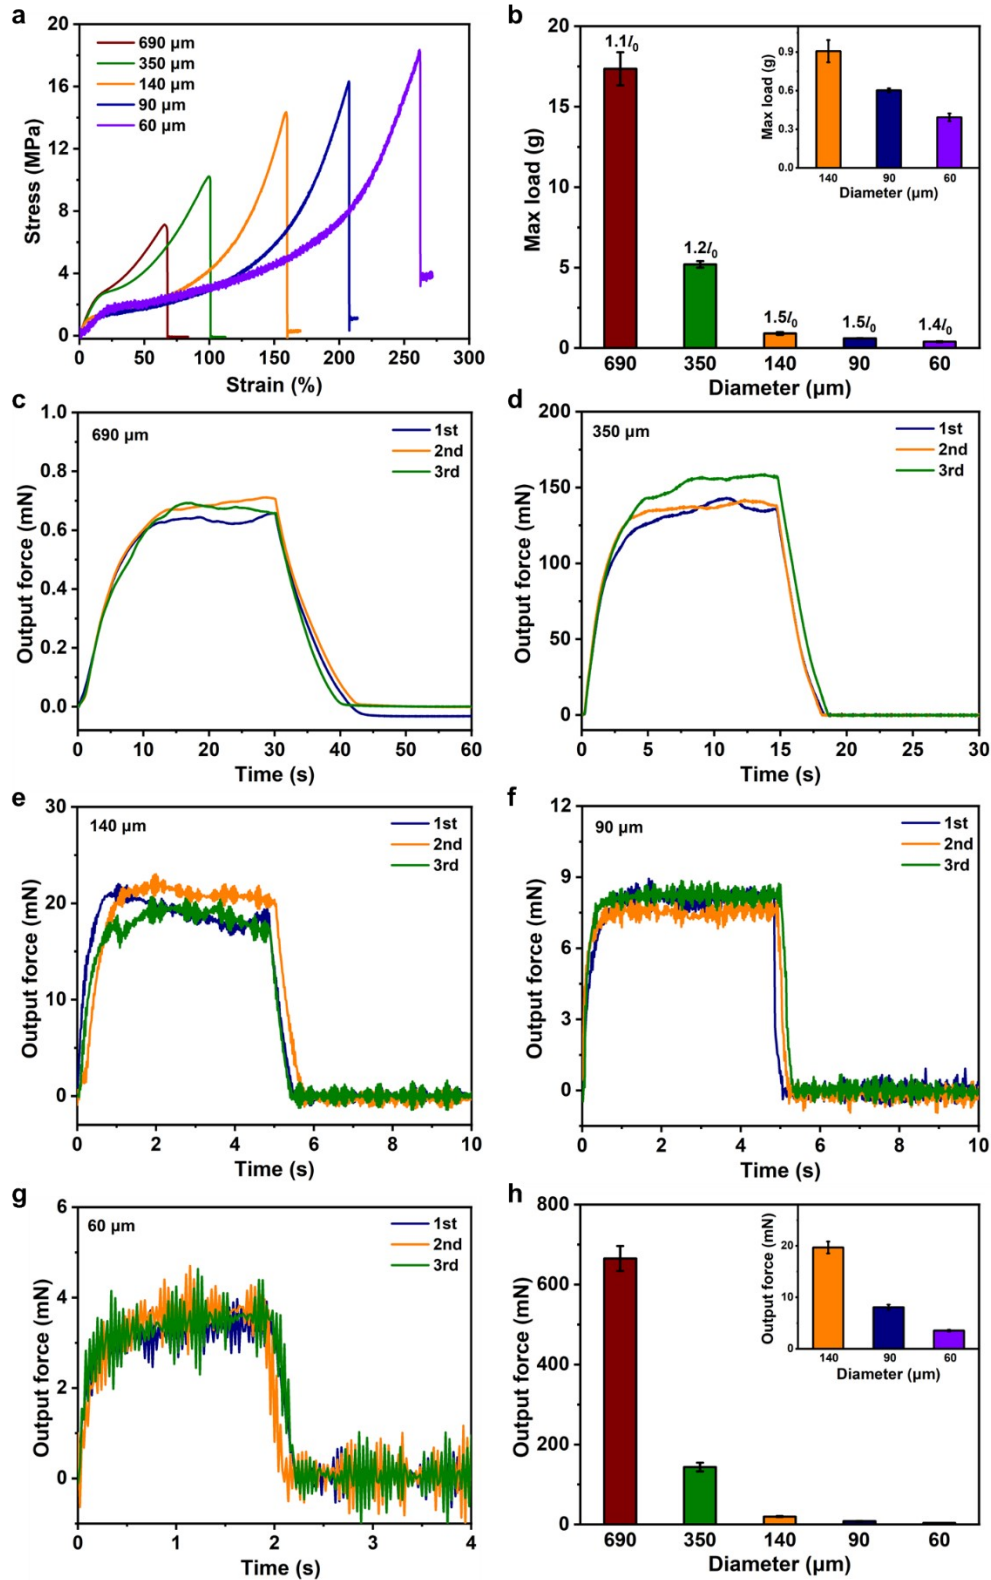 a
20
16
12
8
4
0
Stress (MPa)
690 µm
350 µm
140 µm
90 µm
60 µm
0 50 100 150 200 250 300
Strain (%)
b
20
15
10
5
0
Max load (g)
1.1l0
1.2l0
1.5l0
1.5l0
1.4l0
690 350 140 90 60
Diameter (µm)
0.9
0.6
0.3
0.0
Max load (g)
140 90 60
Diameter (µm)
c
1.0
0.8
0.6
0.4
0.2
0.0
Output force (mN)
690 µm
1st
2nd
3rd
0 10 20 30 40 50 60
Time (s)
d
200
150
100
50
0
Output force (mN)
350 µm
1st
2nd
3rd
0 5 10 15 20 25 30
Time (s)
e
30
20
10
0
Output force (mN)
140 µm
1st
2nd
3rd
0 2 4 6 8 10
Time (s)
f
12
9
6
3
0
Output force (mN)
90 µm
1st
2nd
3rd
0 2 4 6 8 10
Time (s)
g
6
4
2
0
Output force (mN)
60 µm
1st
2nd
3rd
0 1 2 3 4
Time (s)
h
800
600
400
200
0
Output force (mN)
690 350 140 90 60
Diameter (µm)
20
10
0
Output force (mN)
140 90 60
Diameter (µm)